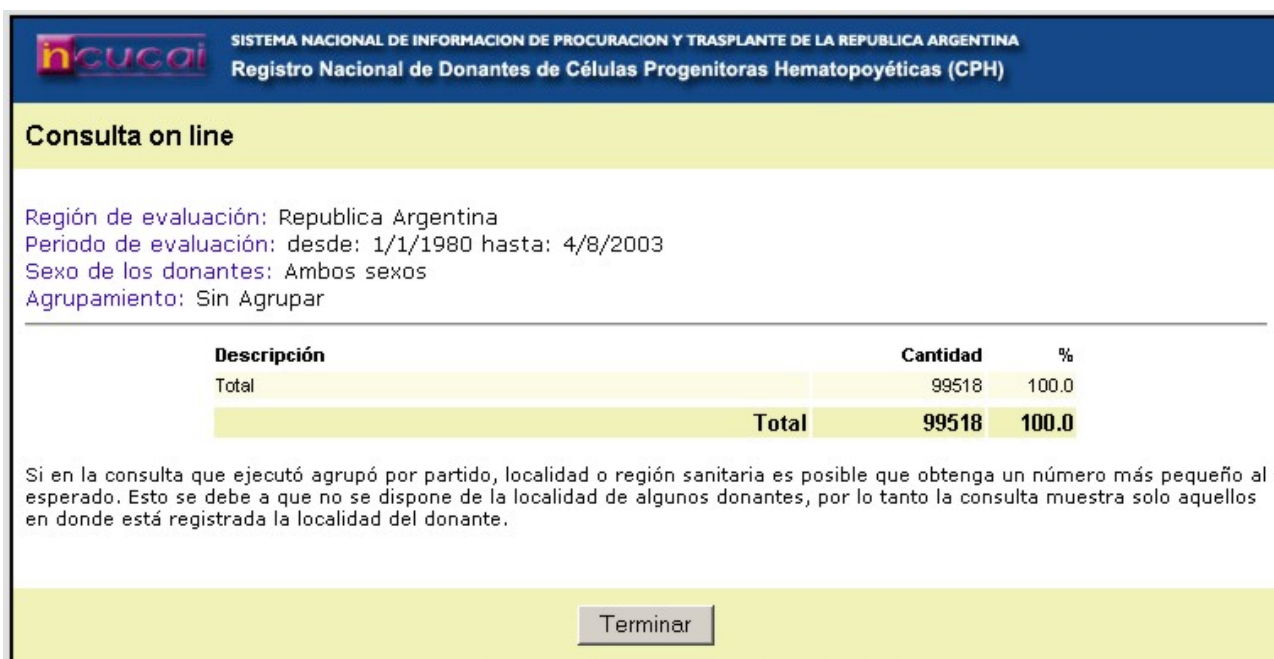 incucai
SISTEMA NACIONAL DE INFORMACION DE PROCURACION Y TRASPLANTE DE LA REPUBLICA ARGENTINA
Registro Nacional de Donantes de Células Progenitoras Hematopoyéticas (CPH)
Consulta on line
Región de evaluación: Republica Argentina
Periodo de evaluación: desde: 1/1/1980 hasta: 4/8/2003
Sexo de los donantes: Ambos sexos
Agrupamiento: Sin Agrupar
Descripción Cantidad %
Total 99518 100.0
Total 99518 100.0
Si en la consulta que ejecutó agrupó por partido, localidad o región sanitaria es posible que obtenga un número más pequeño al
esperado. Esto se debe a que no se dispone de la localidad de algunos donantes, por lo tanto la consulta muestra solo aquellos
en donde está registrada la localidad del donante.
Terminar